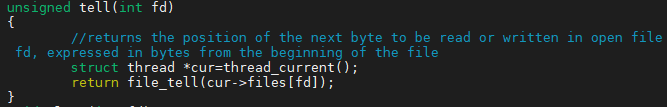 unsigned tell(int fd)
{
        //returns the position of the next byte to be read or written in open file
 fd, expressed in bytes from the beginning of the file
        struct thread *cur=thread_current();
        return file_tell(cur->files[fd]);
}